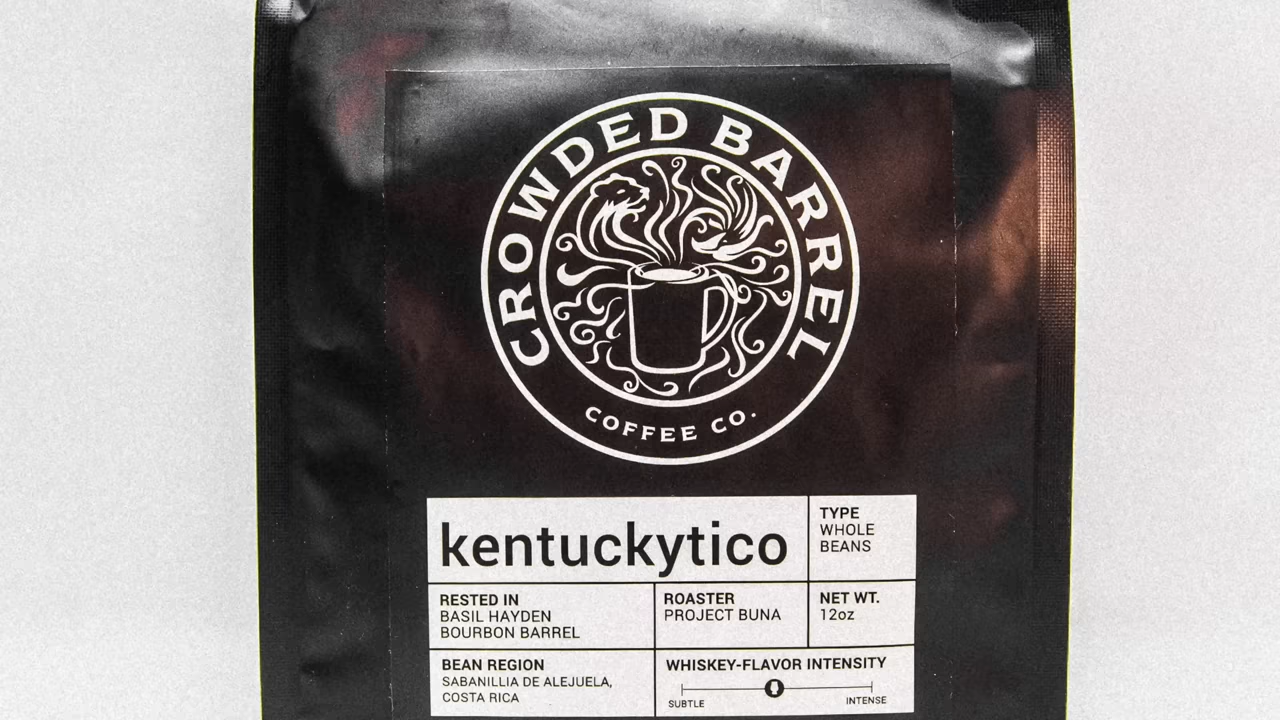 CROWDED BARREL
COFFEE CO.
kentuckytico
TYPE
WHOLE
BEANS
RESTED IN
BASIL HAYDEN
BOURBON BARREL
ROASTER
PROJECT BUNA
NET WT.
12oz
BEAN REGION
SABANILLIA DE ALEJUELA,
COSTA RICA
WHISKEY-FLAVOR INTENSITY
SUBTLE
INTENSE